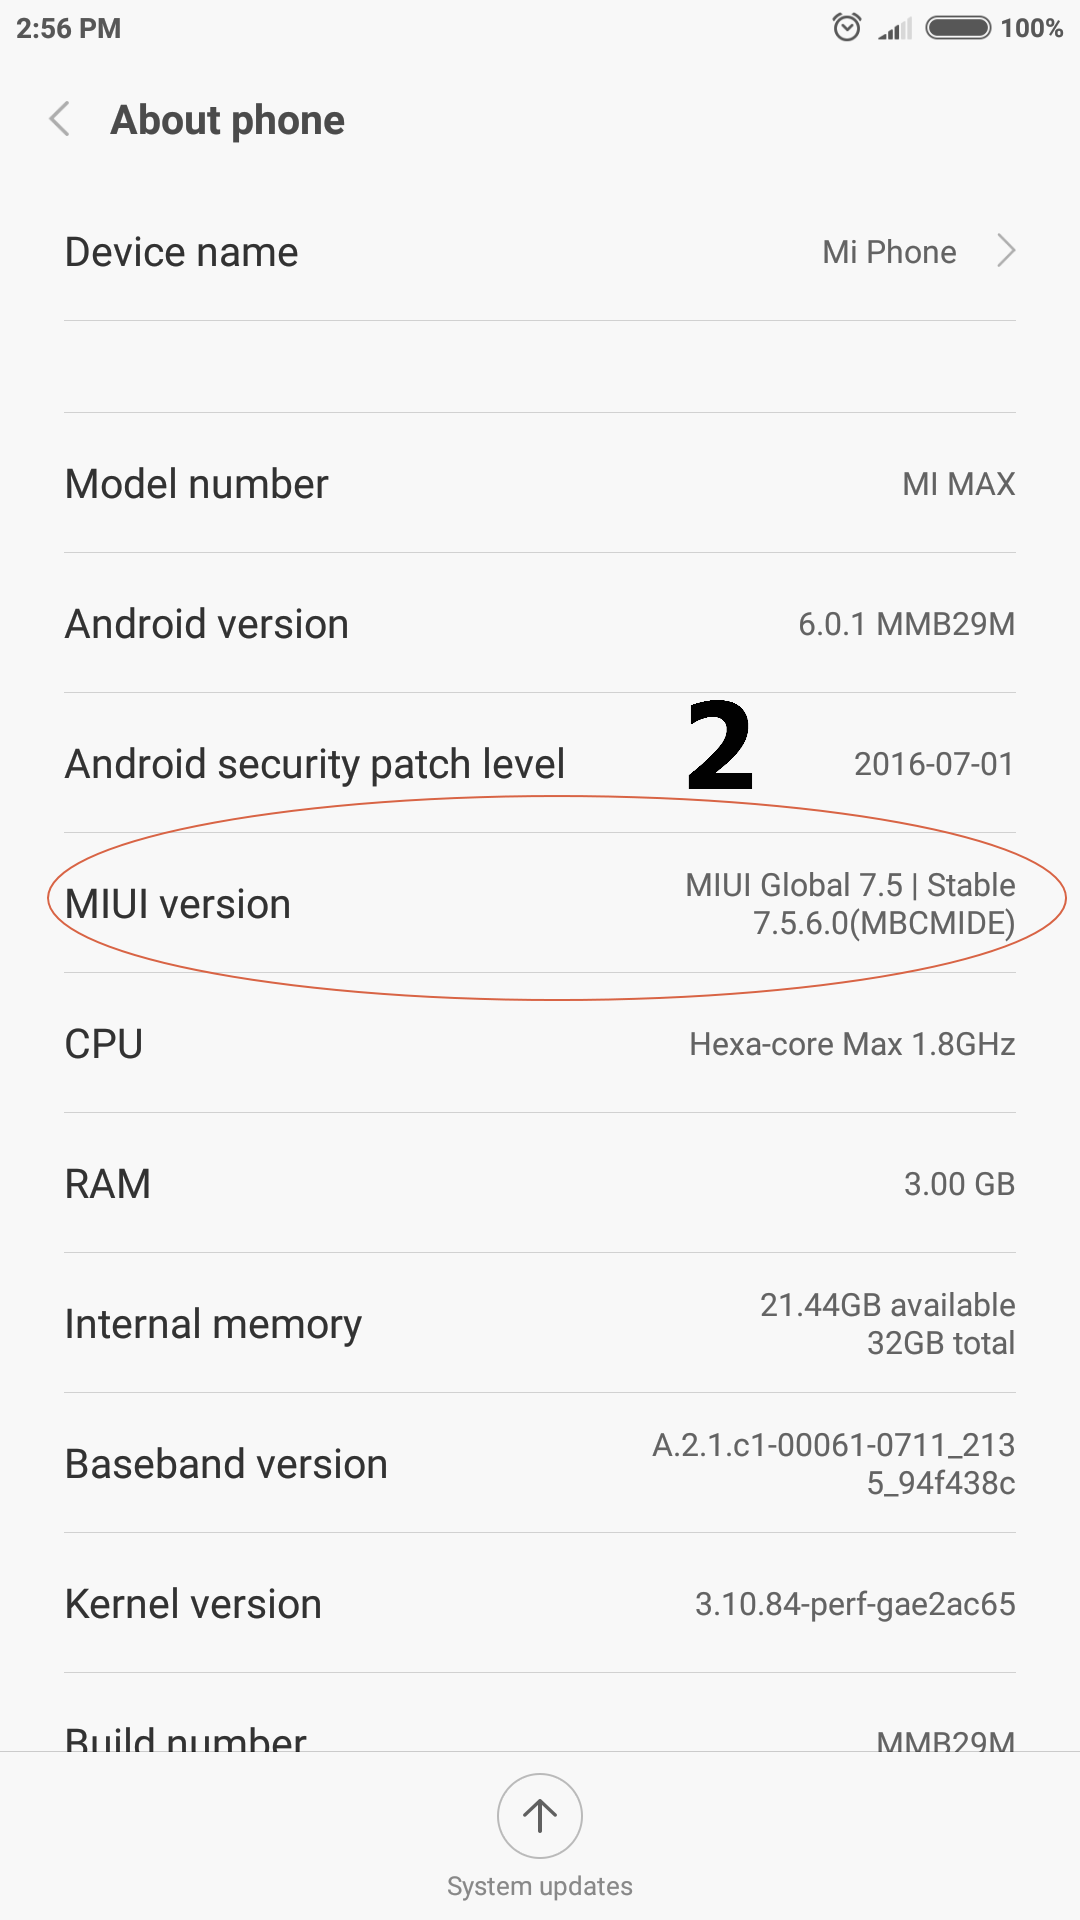 2:56 PM 100%
About phone
Device name Mi Phone
Model number MI MAX
Android version 6.0.1 MMB29M
2
Android security patch level 2016-07-01
MIUI version MIUI Global 7.5 | Stable
7.5.6.0(MBCMIDE)
CPU Hexa-core Max 1.8GHz
RAM 3.00 GB
Internal memory 21.44GB available
32GB total
Baseband version A.2.1.c1-00061-0711_213
5_94f438c
Kernel version 3.10.84-perf-gae2ac65
Build number MMB29M
System updates